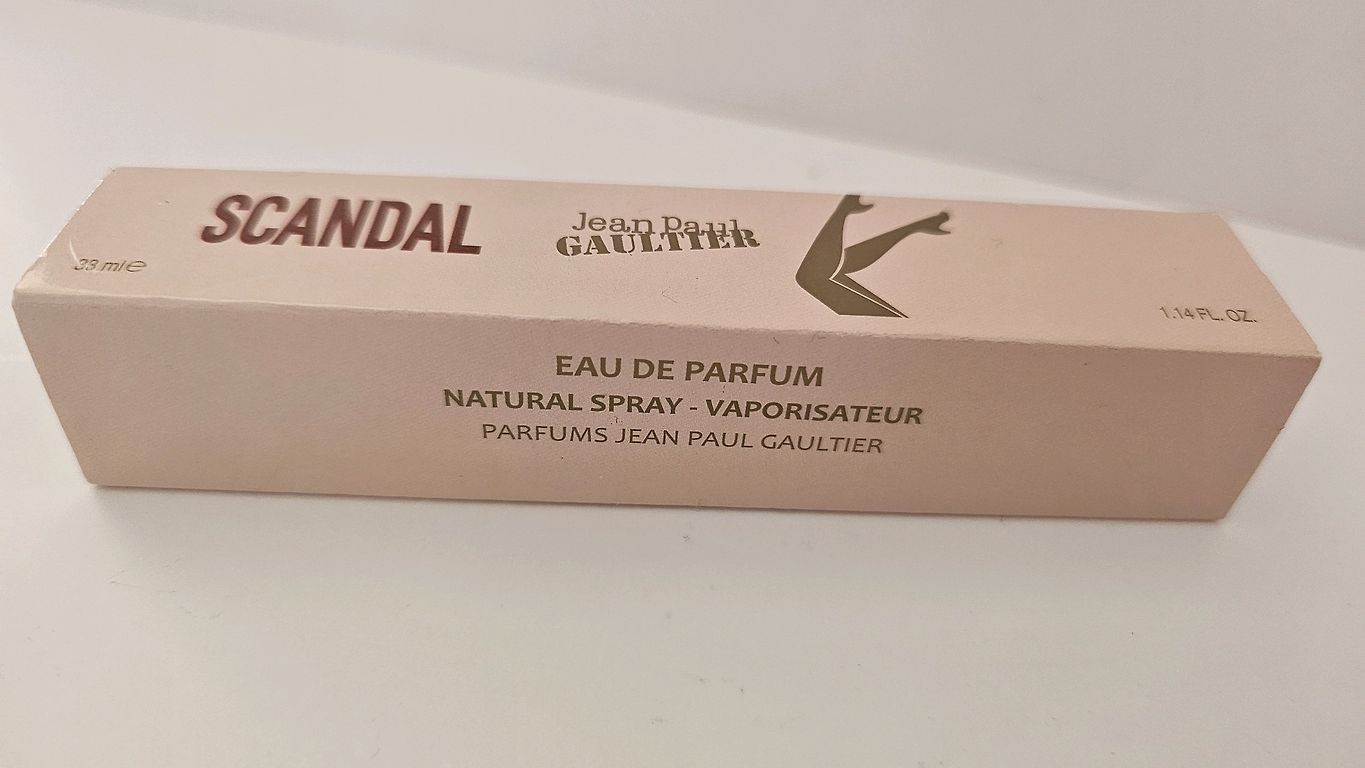 SCANDAL
Jean Paul
GAULTIER
33 ml e
1.14 FL. OZ.
EAU DE PARFUM
NATURAL SPRAY - VAPORISATEUR
PARFUMS JEAN PAUL GAULTIER